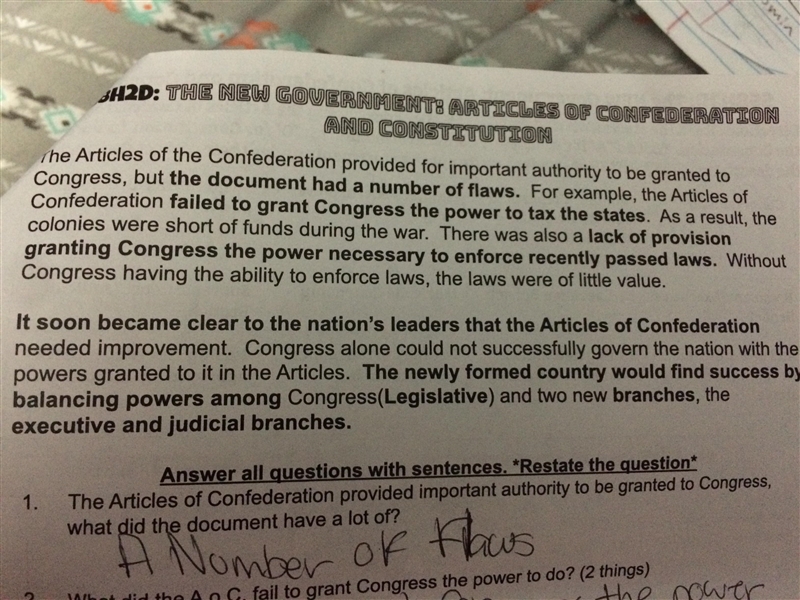 H2D: THE NEW GOVERNMENT: ARTICLES OF CONFEDERATION
AND CONSTITUTION
The Articles of the Confederation provided for important authority to be granted to
Congress, but the document had a number of flaws. For example, the Articles of
Confederation failed to grant Congress the power to tax the states. As a result, the
colonies were short of funds during the war. There was also a lack of provision
granting Congress the power necessary to enforce recently passed laws. Without
Congress having the ability to enforce laws, the laws were of little value.
It soon became clear to the nation's leaders that the Articles of Confederation
needed improvement. Congress alone could not successfully govern the nation with the
powers granted to it in the Articles. The newly formed country would find success by
balancing powers among Congress(Legislative) and two new branches, the
executive and judicial branches.
Answer all questions with sentences. *Restate the question*
1. The Articles of Confederation provided important authority to be granted to Congress,
what did the document have a lot of?
A Number of Flaws
2. What did the A.o.C. fail to grant Congress the power to do? (2 things)
the power